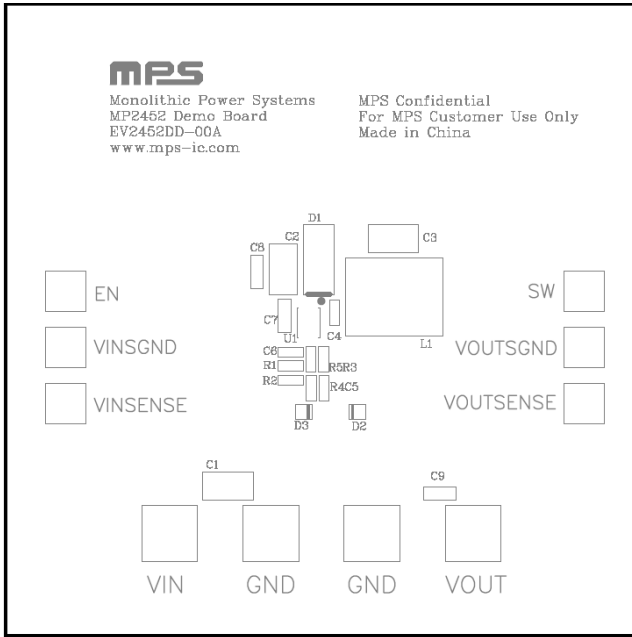 MPS
Monolithic Power Systems
MP2452 Demo Board
EV2452DD-00A
www.mps-ic.com
MPS Confidential
For MPS Customer Use Only
Made in China
D1
C2
C3
C8
EN
SW
C7
U1
C4
L1
VINSGND
VOUTSGND
C6
R1
R5R3
R2
R4C5
VINSENSE
VOUTSENSE
D3
D2
C1
C9
VIN
GND
GND
VOUT